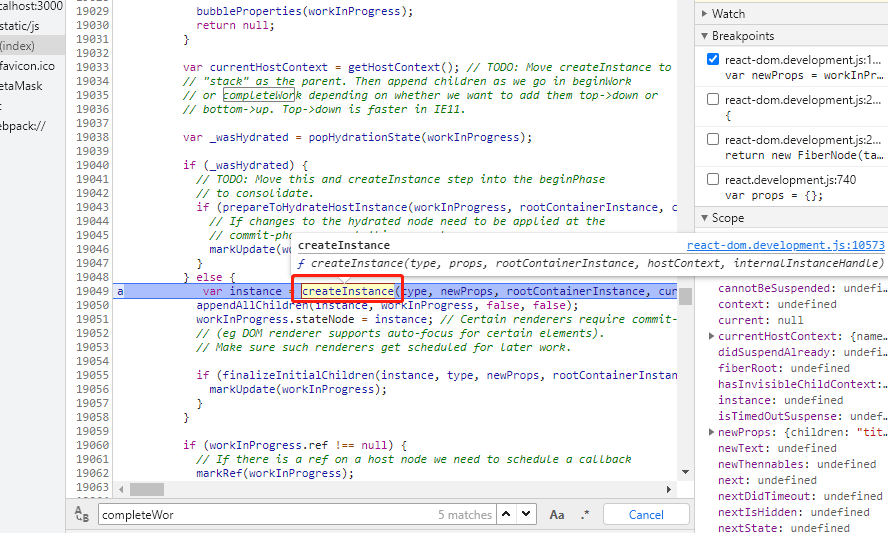 calhost:3000
static/js
(index)
favicon.ico
etaMask
ebpack://
19029 bubbleProperties(workInProgress);
19030 return null;
19031 }
19032
19033 var currentHostContext = getHostContext(); // TODO: Move createInstance to
19034 // "stack" as the parent. Then append children as we go in beginWork
19035 // or completeWork depending on whether we want to add them top->down or
19036 // bottom->up. Top->down is faster in IE11.
19037
19038 var _wasHydrated = popHydrationState(workInProgress);
19039
19040 if (_wasHydrated) {
19041 // TODO: Move this and createInstance step into the beginPhase
19042 // to consolidate.
19043 if (prepareToHydrateHostInstance(workInProgress, rootContainerInstance, c
19044 // If changes to the hydrated node need to be applied at the
19045 // commit-pha
19046 markUpdate(wo
19047 }
19048 } else {
19049 a var instance = createInstance(type, newProps, rootContainerInstance, cur
19050 appendAllChildren(instance, workInProgress, false, false);
19051 workInProgress.stateNode = instance; // Certain renderers require commit-
19052 // (eg DOM renderer supports auto-focus for certain elements).
19053 // Make sure such renderers get scheduled for later work.
19054
19055 if (finalizeInitialChildren(instance, type, newProps, rootContainerInstan
19056 markUpdate(workInProgress);
19057 }
19058 }
19059
19060 if (workInProgress.ref !== null) {
19061 // If there is a ref on a host node we need to schedule a callback
19062 markRef(workInProgress);
19063
createInstance react-dom.development.js:10573
ƒ createInstance(type, props, rootContainerInstance, hostContext, internalInstanceHandle)
completeWor 5 matches Aa .* Cancel
Watch
Breakpoints
react-dom.development.js:1...
var newProps = workInPr...
react-dom.development.js:2...
{
react-dom.development.js:2...
return new FiberNode(ta...
react.development.js:740
var props = {};
Scope
cannotBeSuspended: undefined
context: undefined
current: null
currentHostContext: {name…
didSuspendAlready: undefin
fiberRoot: undefined
hasInvisibleChildContext:
instance: undefined
isTimedOutSuspense: undef…
newProps: {children: "tit…
newText: undefined
newThennables: undefined
next: undefined
nextDidTimeout: undefined
nextIsHidden: undefined
nextState: undefined